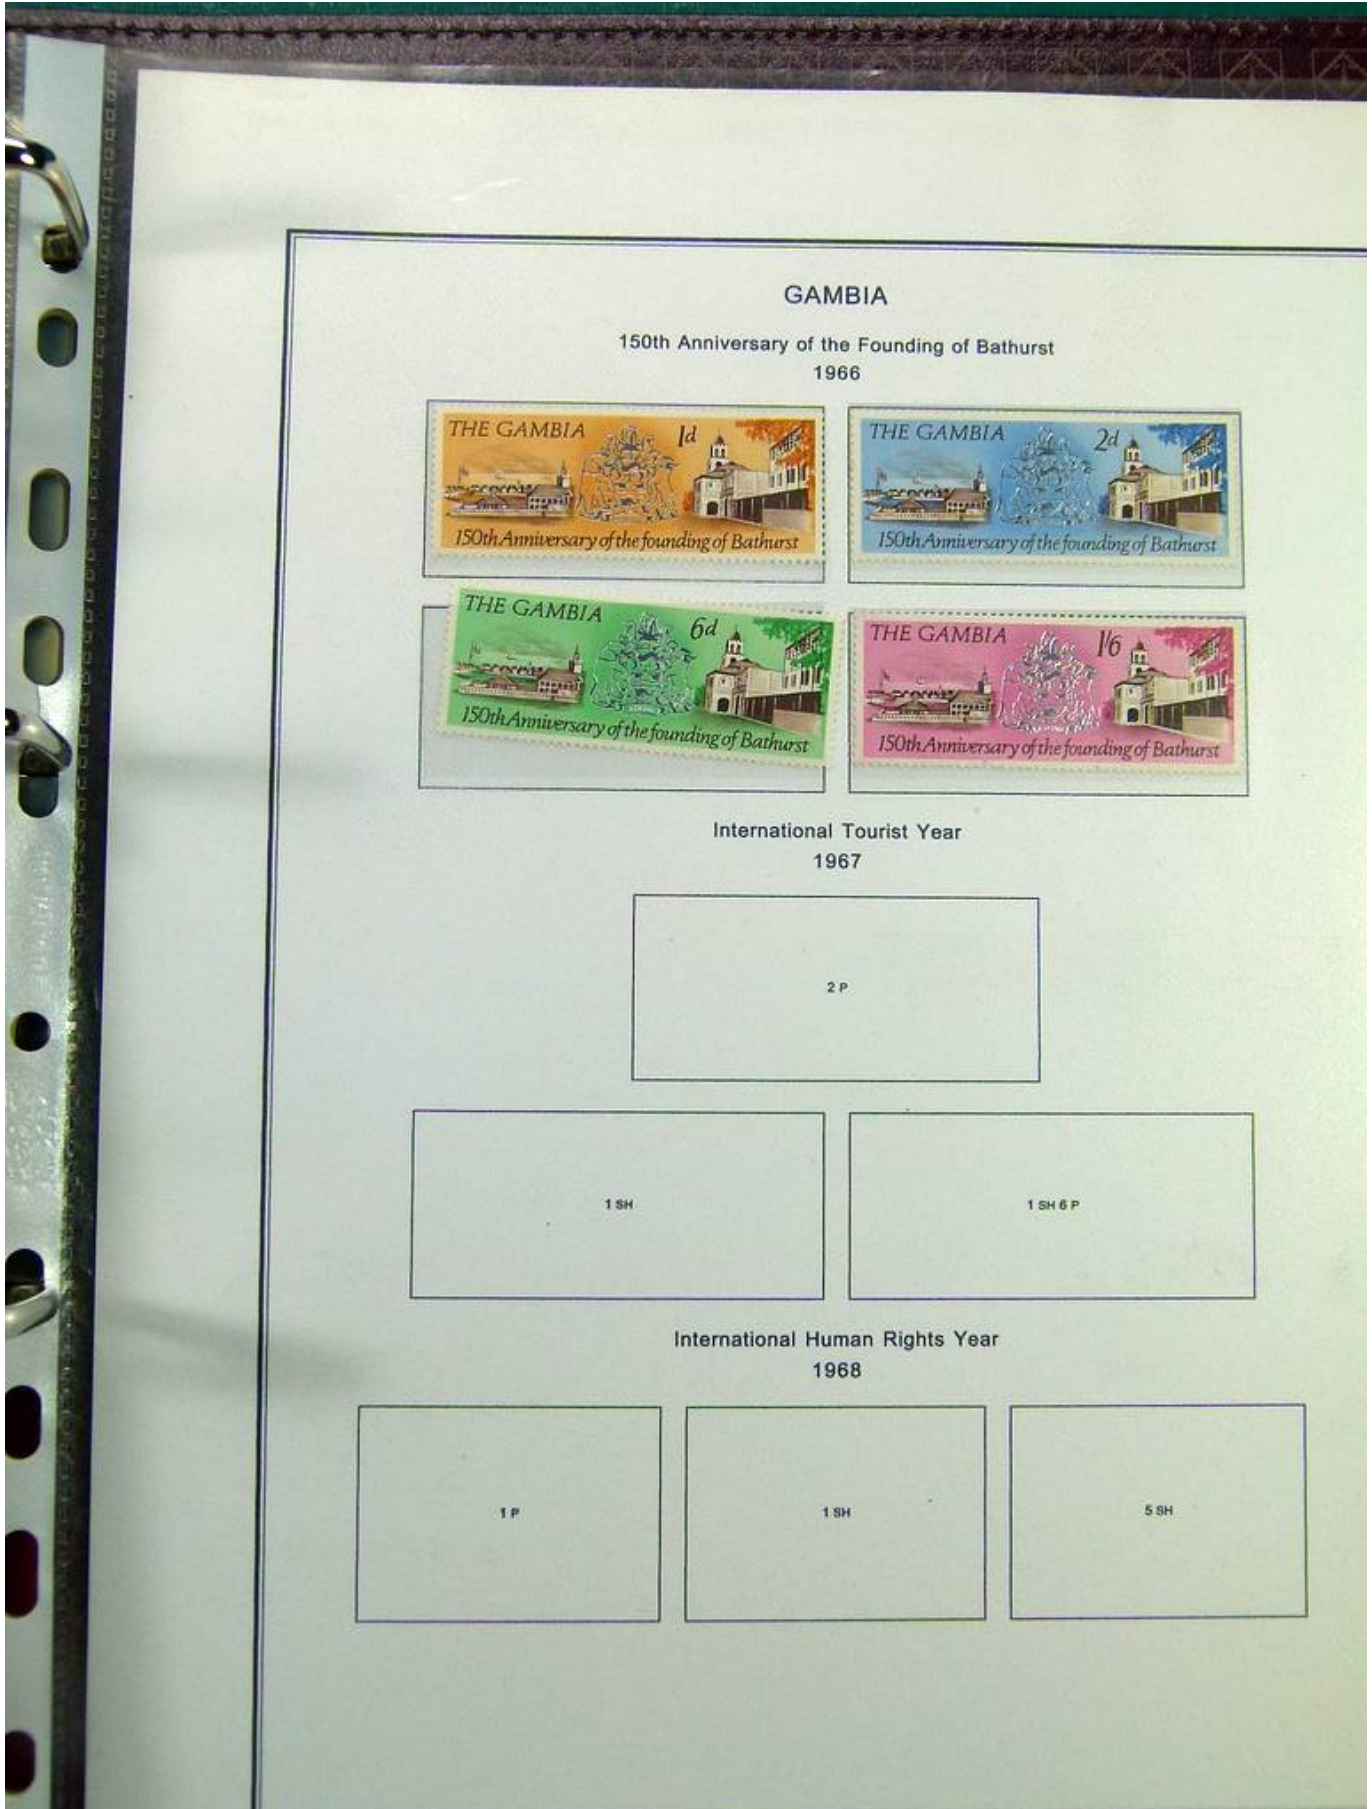 GAMBIA
150th Anniversary of the Founding of Bathurst
1966
THE GAMBIA 1d
150th Anniversary of the founding of Bathurst
THE GAMBIA 2d
150th Anniversary of the founding of Bathurst
THE GAMBIA 6d
150th Anniversary of the founding of Bathurst
THE GAMBIA 1'6
150th Anniversary of the founding of Bathurst
International Tourist Year
1967
2 P
1 SH
1 SH 6 P
International Human Rights Year
1968
1 P
1 SH
5 SH